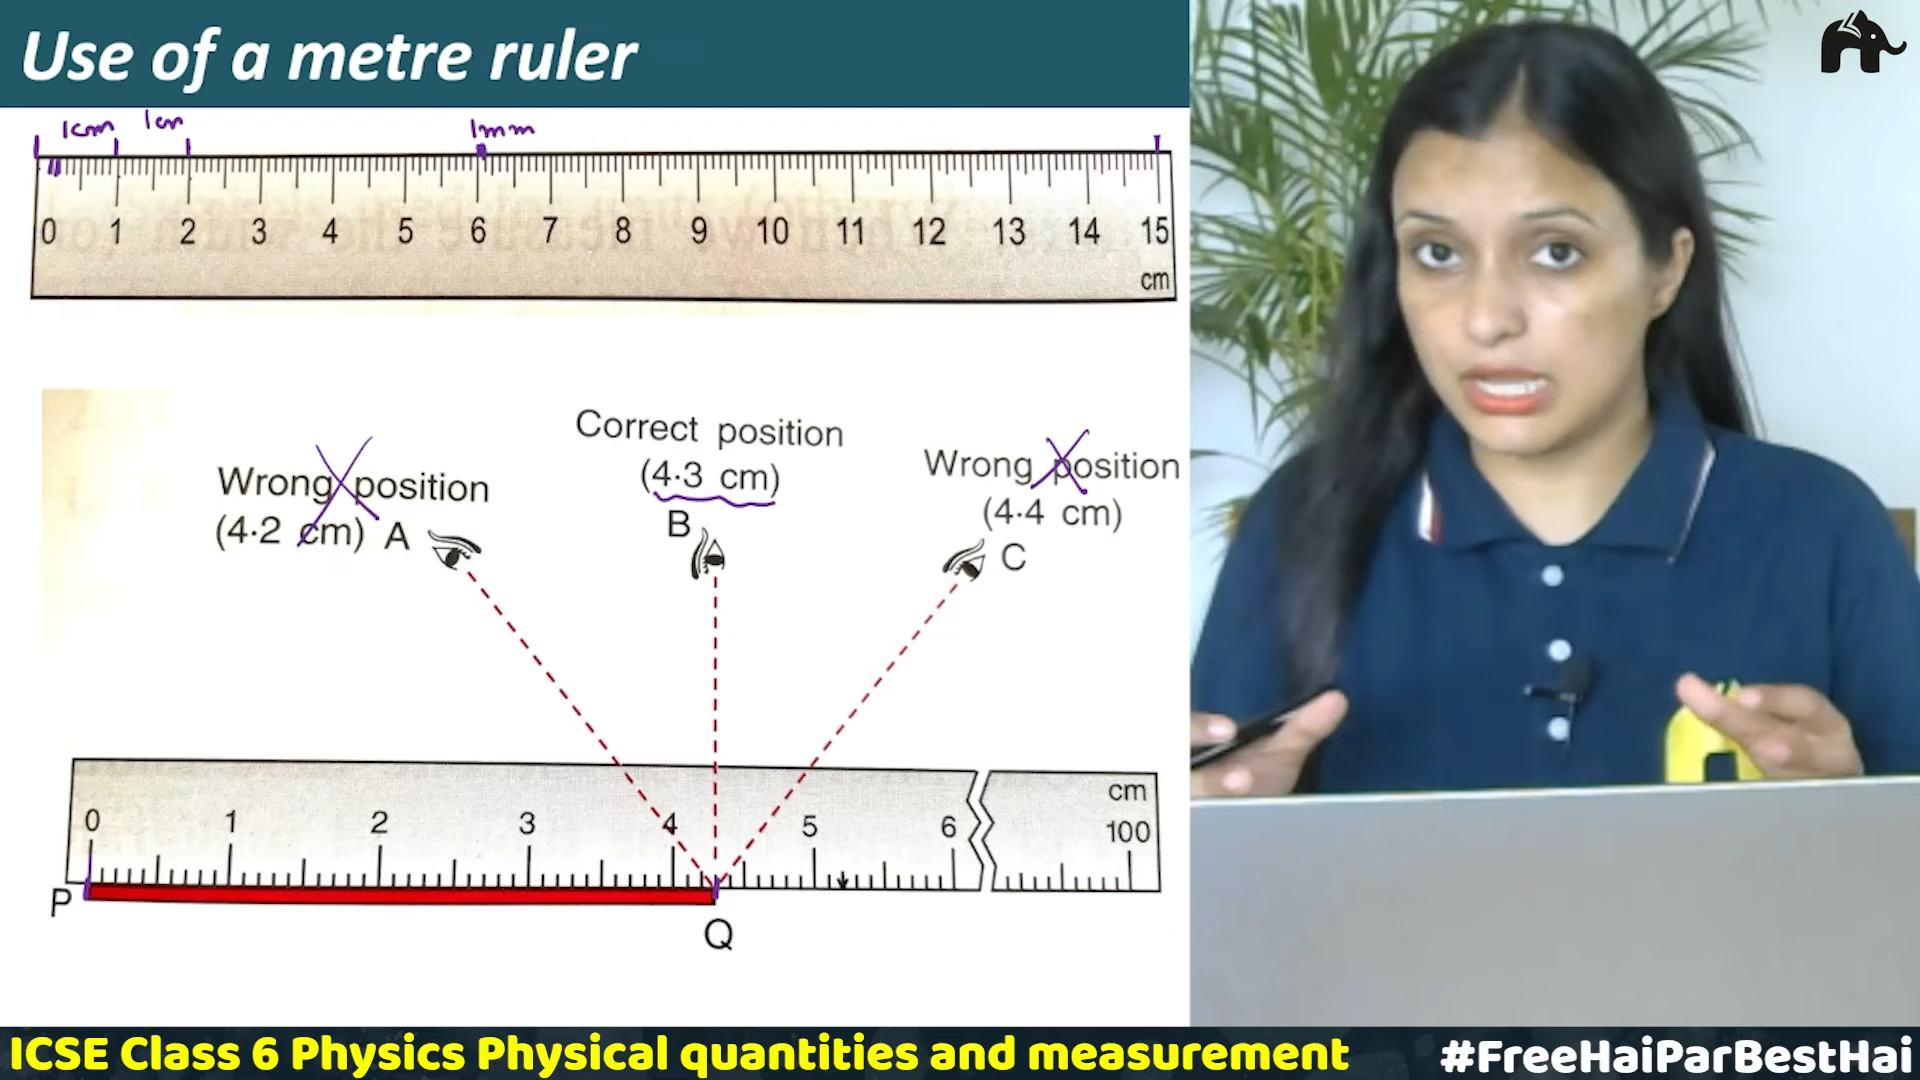 Use of a metre ruler
1cm 1cm 1mm
0 1 2 3 4 5 6 7 8 9 10 11 12 13 14 15
cm
Correct position
(4·3 cm)
B
Wrong position
(4·2 cm) A
Wrong position
(4·4 cm)
C
cm
0 1 2 3 4 5 6 100
P
Q
ICSE Class 6 Physics Physical quantities and measurement
#FreeHaiParBestHai